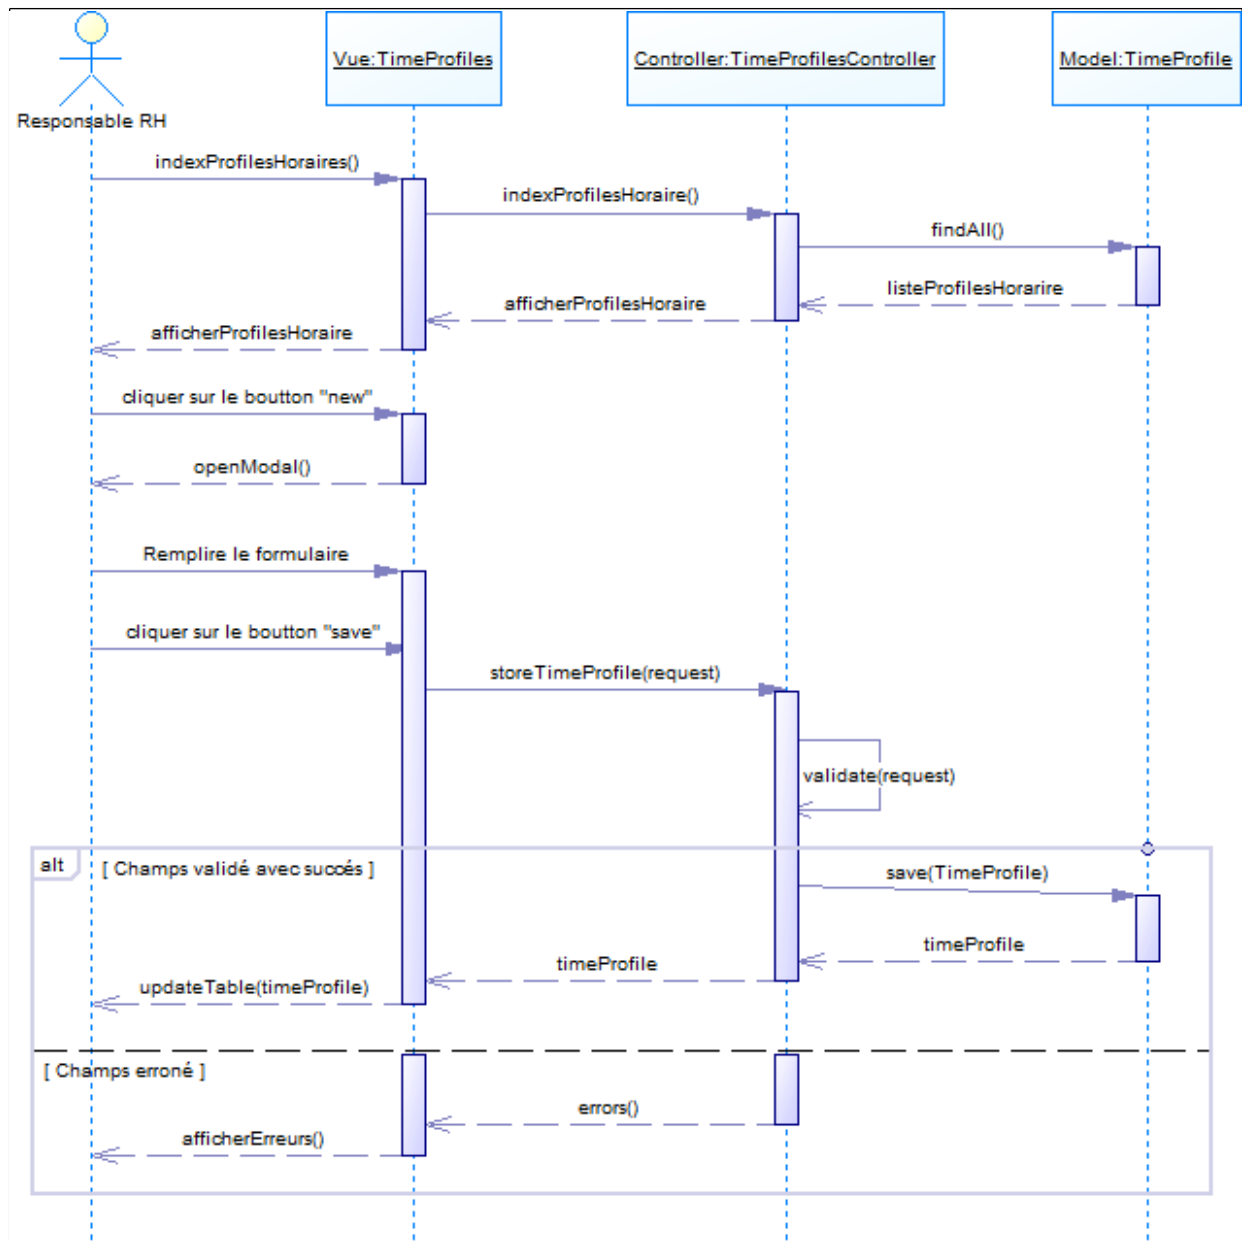 Responsable RH
Vue:TimeProfiles
Controller:TimeProfilesController
Model:TimeProfile
indexProfilesHoraires()
indexProfilesHoraire()
findAll()
listeProfilesHorarire
afficherProfilesHoraire
afficherProfilesHoraire
cliquer sur le boutton "new"
openModal()
Remplire le formulaire
cliquer sur le boutton "save"
storeTimeProfile(request)
validate(request)
alt
[ Champs validé avec succés ]
save(TimeProfile)
timeProfile
timeProfile
updateTable(timeProfile)
[ Champs erroné ]
errors()
afficherErreurs()